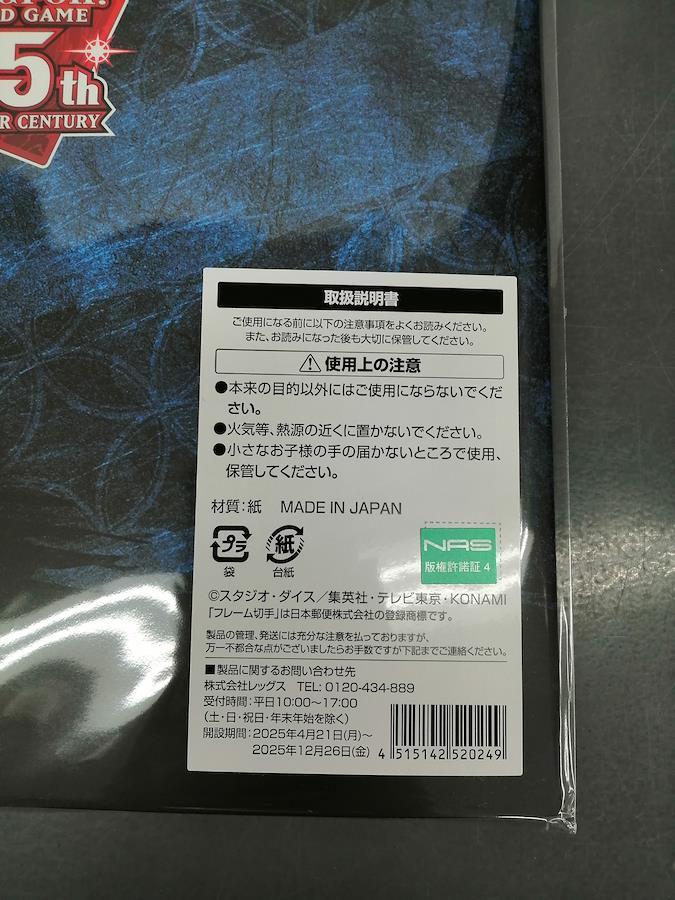 D GAME
5th
R CENTURY
取扱説明書
ご使用になる前に以下の注意事項をよくお読みください。
また、お読みになった後も大切に保管してください。
使用上の注意
●本来の目的以外にはご使用にならないでくだ
さい。
●火気等、熱源の近くに置かないでください。
●小さなお子様の手の届かないところで使用、
保管してください。
材質:紙 MADE IN JAPAN
プラ 紙
袋 台紙
NAS
版権許諾証 4
©スタジオ・ダイス/集英社・テレビ東京・KONAMI
「フレーム切手」は日本郵便株式会社の登録商標です。
製品の管理、発送には充分な注意を払っておりますが、
万一不都合な点がございましたらお手数ですが下記までご連絡ください。
■製品に関するお問い合わせ先
株式会社レッグス TEL: 0120-434-889
受付時間:平日10:00〜17:00
(土・日・祝日・年末年始を除く)
開設期間:2025年4月21日(月)〜
2025年12月26日(金)
4 515142 520249